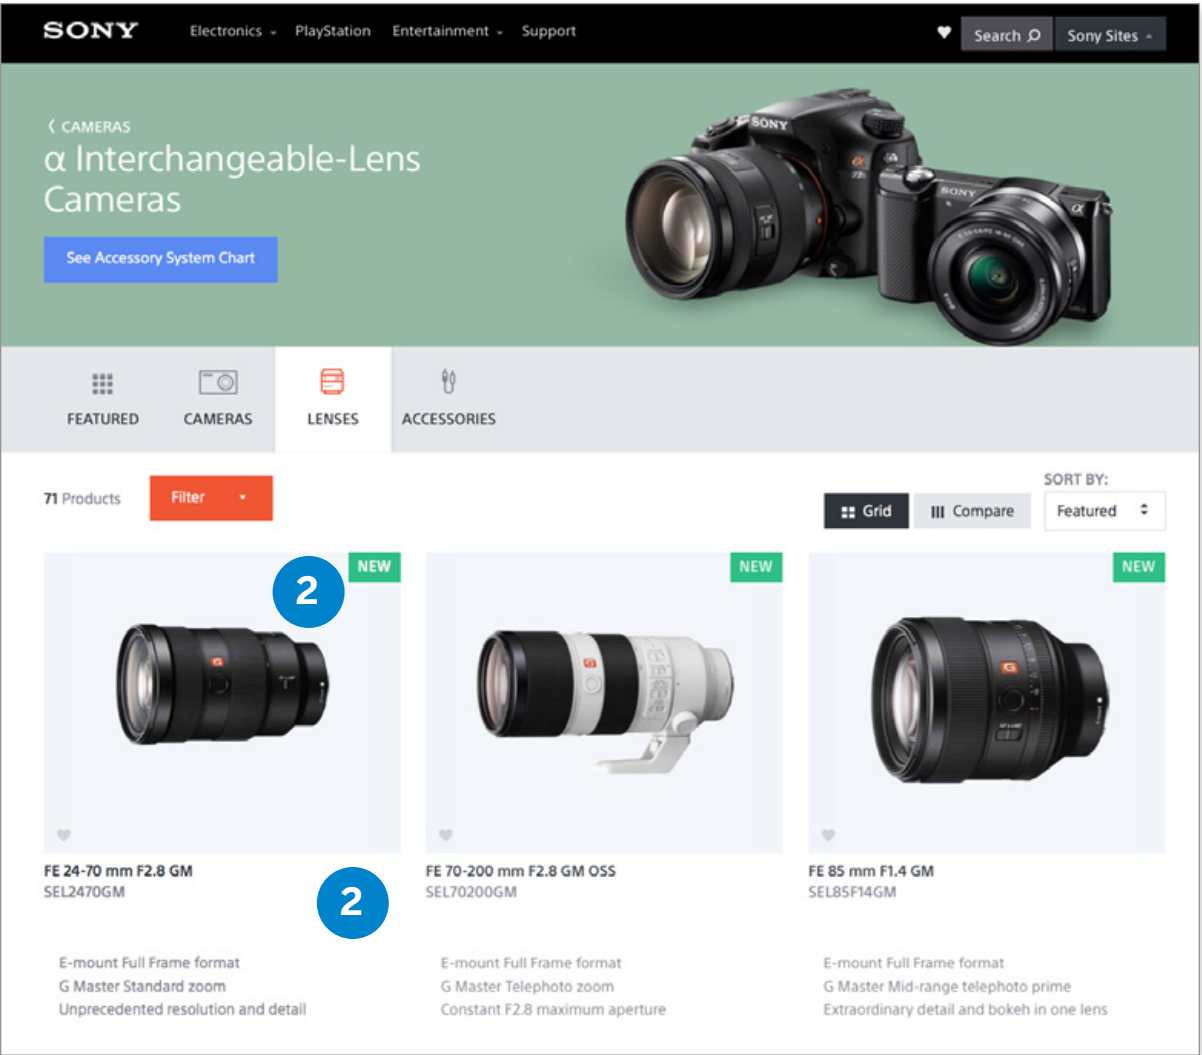 SONY
Electronics
PlayStation
Entertainment
Support
Search
Sony Sites
CAMERAS
α Interchangeable-Lens
Cameras
See Accessory System Chart
SONY
α
77
SONY
α
FEATURED
CAMERAS
LENSES
ACCESSORIES
71 Products
Filter
Grid
Compare
SORT BY:
Featured
NEW
2
NEW
NEW
G
G
G
FE 24-70 mm F2.8 GM
SEL2470GM
2
FE 70-200 mm F2.8 GM OSS
SEL70200GM
FE 85 mm F1.4 GM
SEL85F14GM
E-mount Full Frame format
G Master Standard zoom
Unprecedented resolution and detail
E-mount Full Frame format
G Master Telephoto zoom
Constant F2.8 maximum aperture
E-mount Full Frame format
G Master Mid-range telephoto prime
Extraordinary detail and bokeh in one lens